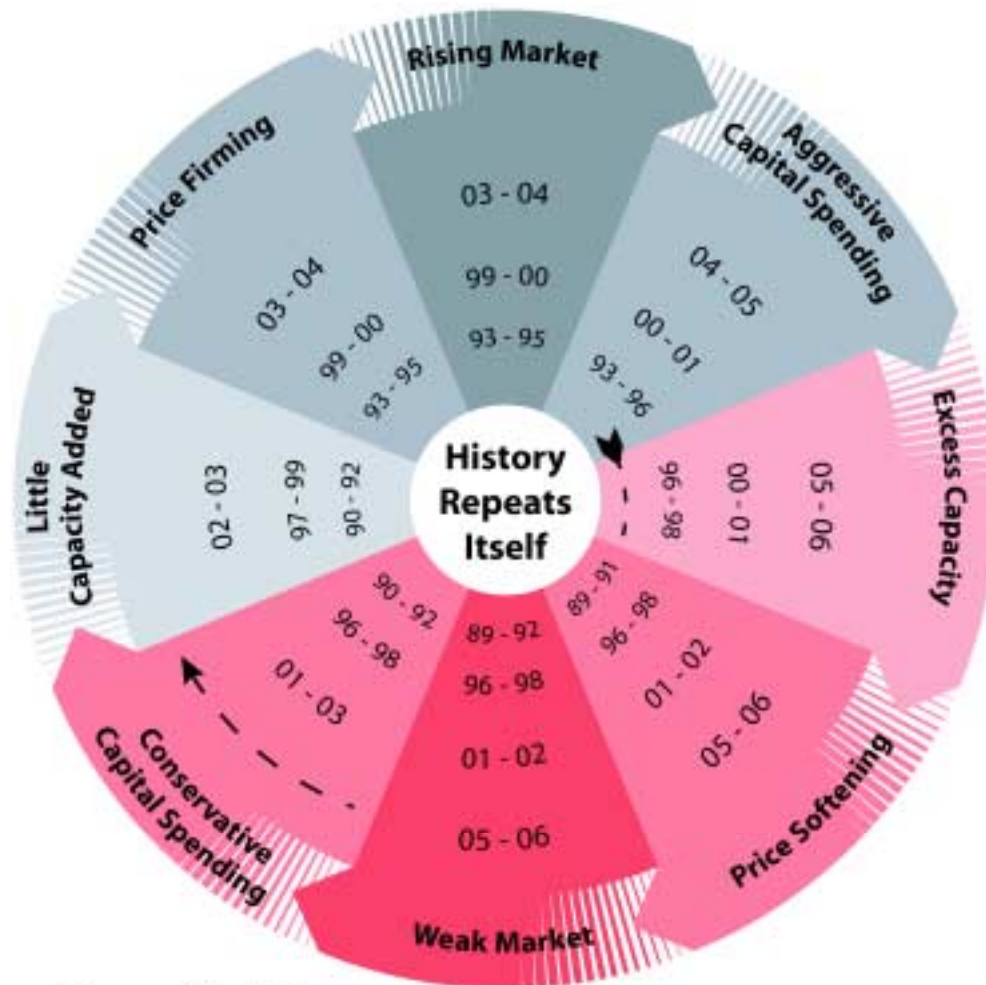 History
Repeats
Itself
Rising Market
03 - 04
99 - 00
93 - 95
Aggressive
Capital Spending
04 - 05
00 - 01
93 - 96
Excess Capacity
05 - 06
00 - 01
96 - 98
Price Softening
05 - 06
01 - 02
96 - 98
89 - 91
Weak Market
89 - 92
96 - 98
01 - 02
05 - 06
Conservative
Capital Spending
90 - 92
96 - 98
01 - 03
Little
Capacity Added
02 - 03
97 - 99
90 - 92
Price Firming
03 - 04
99 - 00
93 - 95